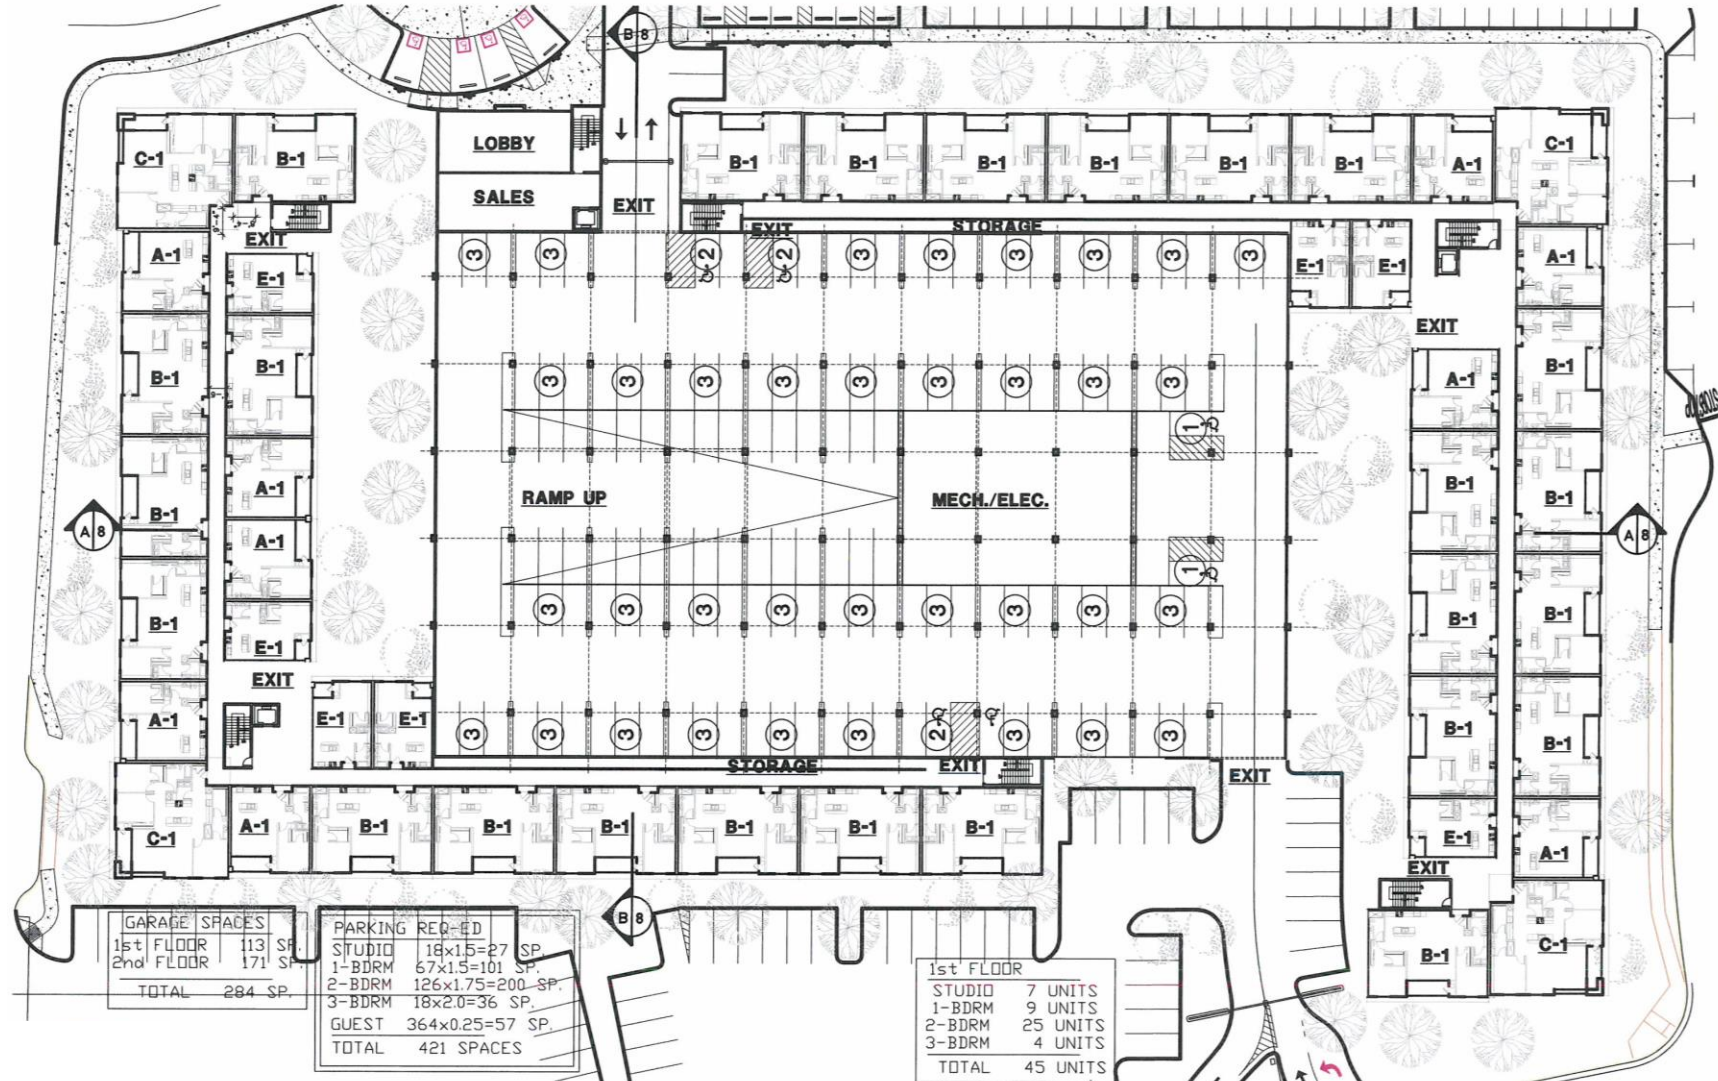 B 8
LOBBY
C-1 B-1 B-1 B-1 B-1 B-1 B-1 B-1 A-1 C-1
SALES
EXIT
EXIT EXIT STORAGE
3 3 2 2 3 3 3 3 3 3
A-1 E-1 E-1 E-1 A-1
EXIT
B-1 B-1 3 3 3 3 3 3 3 3 3 A-1 B-1
1
A-1 RAMP UP MECH./ELEC. B-1 B-1
B-1
A 8 A 8
A-1
1
B-1 3 3 3 3 3 3 3 3 3 B-1 B-1
E-1
EXIT
A-1 E-1 E-1 3 3 3 3 3 3 2 3 3 3 B-1 B-1
STORAGE EXIT EXIT
C-1 A-1 B-1 B-1 B-1 B-1 B-1 B-1 E-1 A-1
EXIT
B 8
B-1 C-1
GARAGE SPACES
1st FLOOR 113 SP.
2nd FLOOR 171 SP.
TOTAL 284 SP.
PARKING REQ-ED
STUDIO 18x1.5=27 SP.
1-BDRM 67x1.5=101 SP.
2-BDRM 126x1.75=200 SP.
3-BDRM 18x2.0=36 SP.
GUEST 364x0.25=57 SP.
TOTAL 421 SPACES
1st FLOOR
STUDIO 7 UNITS
1-BDRM 9 UNITS
2-BDRM 25 UNITS
3-BDRM 4 UNITS
TOTAL 45 UNITS